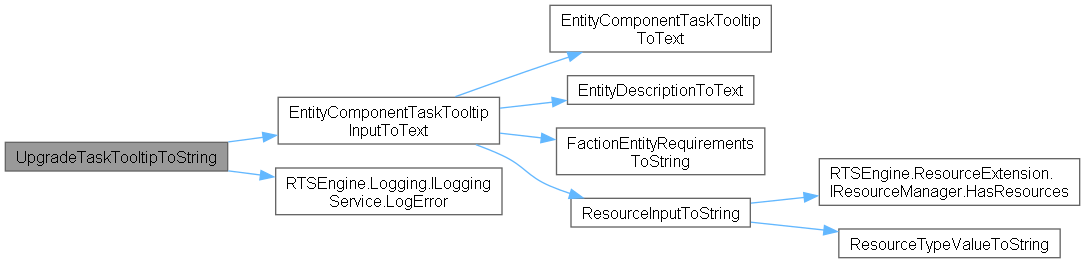 UpgradeTaskTooltipToString
EntityComponentTaskTooltip
InputToText
RTSEngine.Logging.ILogging
Service.LogError
EntityComponentTaskTooltip
ToText
EntityDescriptionToText
FactionEntityRequirements
ToString
ResourceInputToString
RTSEngine.ResourceExtension.
IResourceManager.HasResources
ResourceTypeValueToString